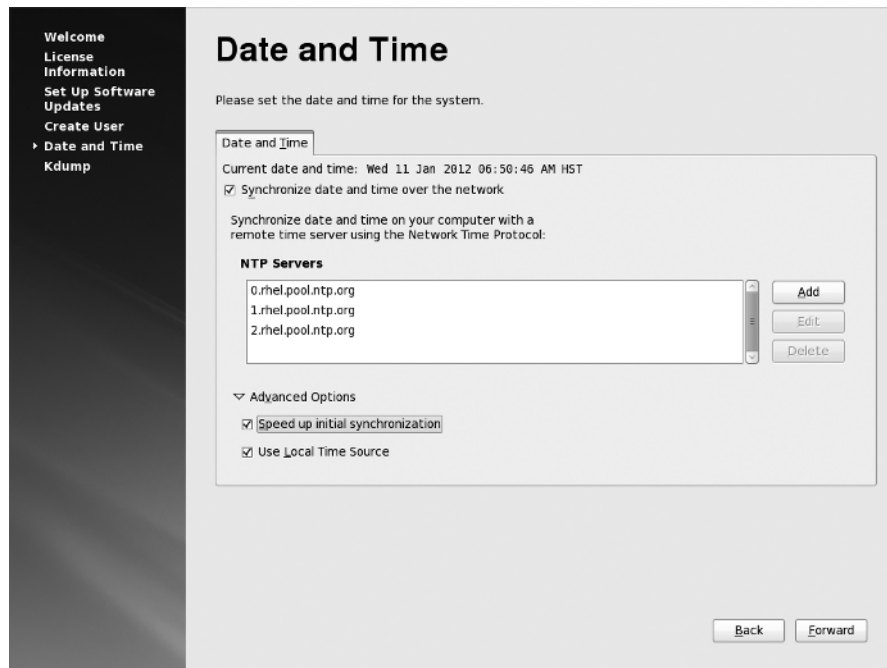 Welcome
License
Information
Set Up Software
Updates
Create User
Date and Time
Kdump
Date and Time
Please set the date and time for the system.
Date and Time
Current date and time: Wed 11 Jan 2012 06:50:46 AM HST
Synchronize date and time over the network
Synchronize date and time on your computer with a
remote time server using the Network Time Protocol:
NTP Servers
0.rhel.pool.ntp.org
1.rhel.pool.ntp.org
2.rhel.pool.ntp.org
Add
Edit
Delete
Advanced Options
Speed up initial synchronization
Use Local Time Source
Back
Forward